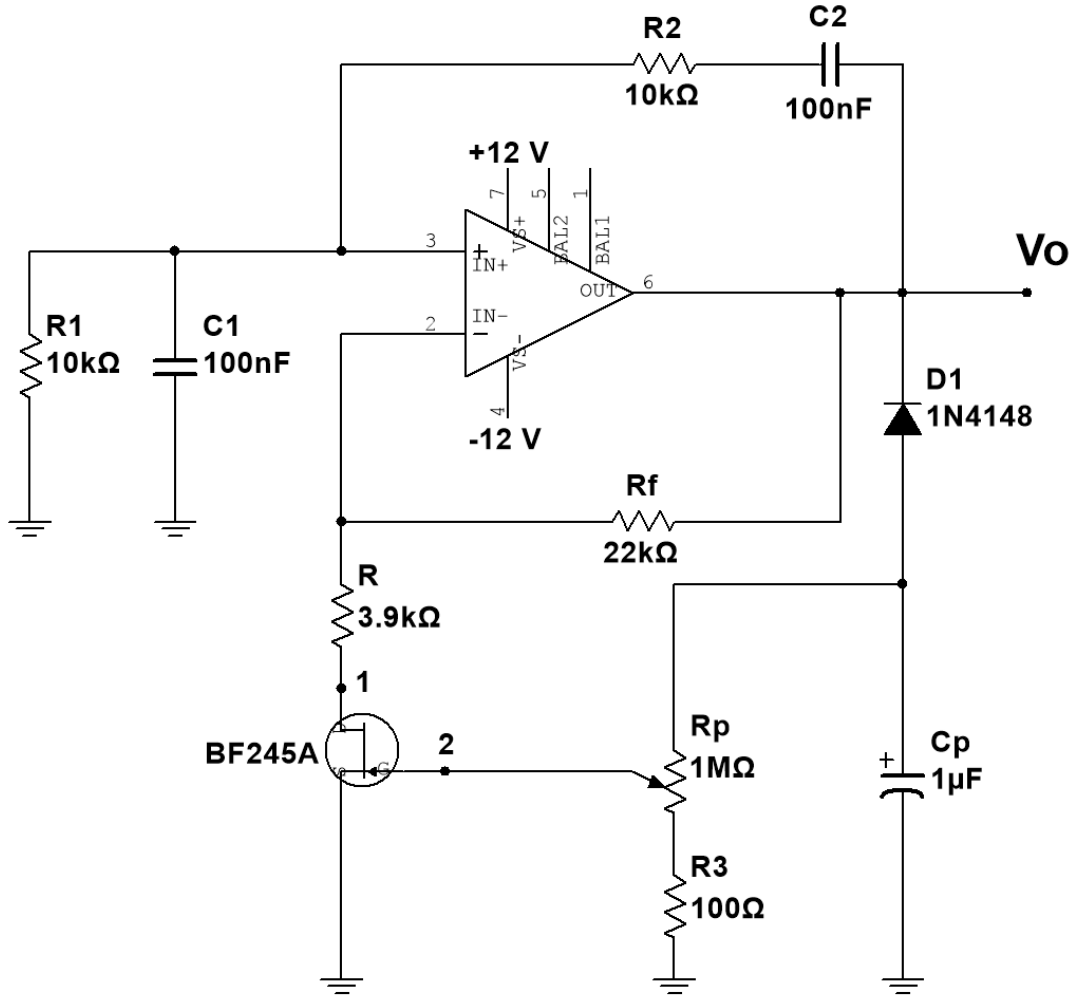 C2
R2
10kΩ
100nF
+12 V
7
5
1
VS+
BAL2
BAL1
3
+
IN+
Vo
OUT
6
R1
10kΩ
C1
100nF
2
IN-
−
VS-
4
-12 V
D1
1N4148
Rf
22kΩ
R
3.9kΩ
1
BF245A
D
S
G
2
Rp
1MΩ
+
Cp
1µF
R3
100Ω